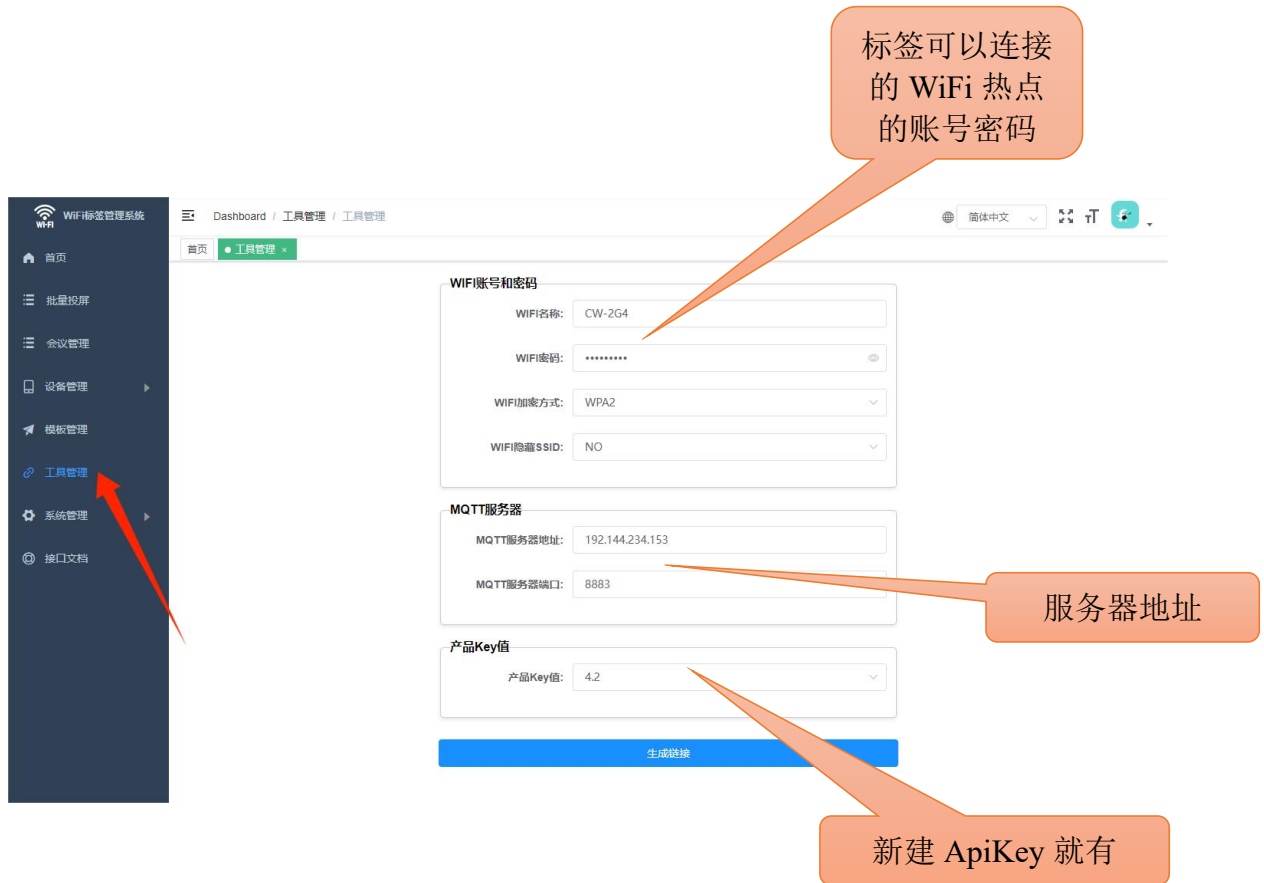 标签可以连接
的 WiFi 热点
的账号密码
WI-FI
WiFi标签管理系统
Dashboard / 工具管理 / 工具管理
简体中文
首页
工具管理 ×
首页
批量投屏
会议管理
设备管理
模板管理
工具管理
系统管理
接口文档
WIFI账号和密码
WIFI名称: CW-2G4
WIFI密码: •••••••••
WIFI加密方式: WPA2
WIFI隐藏SSID: NO
MQTT服务器
MQTT服务器地址: 192.144.234.153
MQTT服务器端口: 8883
服务器地址
产品Key值
产品Key值: 4.2
生成链接
新建 ApiKey 就有